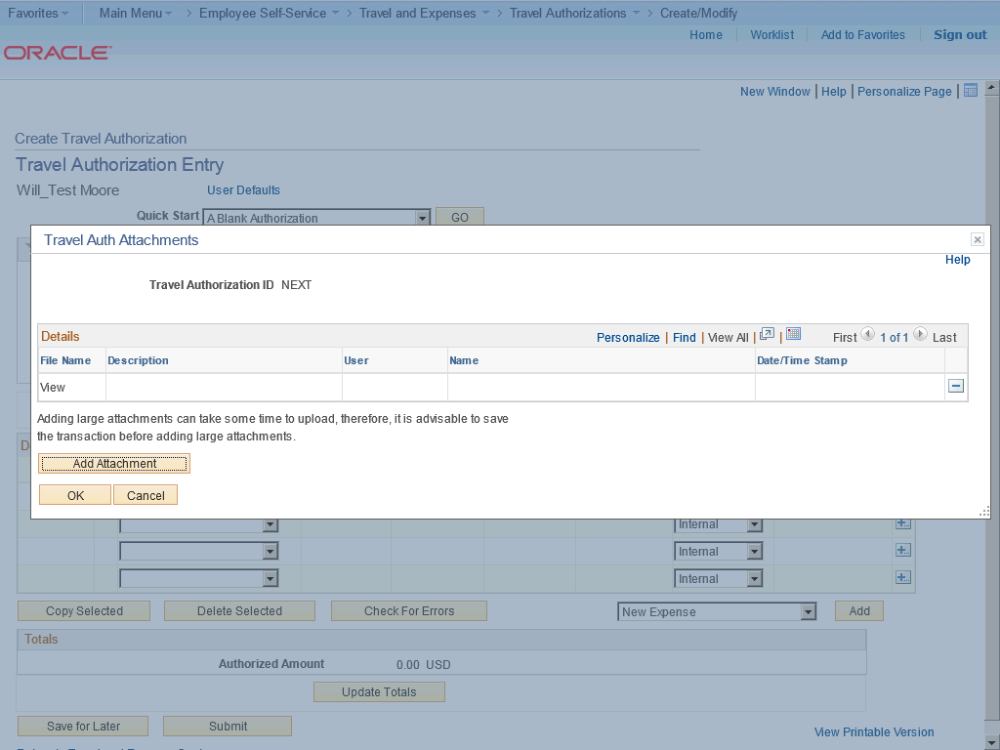 Favorites Main Menu > Employee Self-Service > Travel and Expenses > Travel Authorizations > Create/Modify
Home Worklist Add to Favorites Sign out
ORACLE
New Window | Help | Personalize Page |
Create Travel Authorization
Travel Authorization Entry
Will_Test Moore User Defaults
Quick Start A Blank Authorization GO
Travel Auth Attachments
Help
Travel Authorization ID NEXT
Details Personalize | Find | View All | | First 1 of 1 Last
File Name Description User Name Date/Time Stamp
View
Adding large attachments can take some time to upload, therefore, it is advisable to save
the transaction before adding large attachments.
Add Attachment
OK Cancel
Internal
Internal
Internal
Copy Selected Delete Selected Check For Errors New Expense Add
Totals
Authorized Amount 0.00 USD
Update Totals
Save for Later Submit
View Printable Version